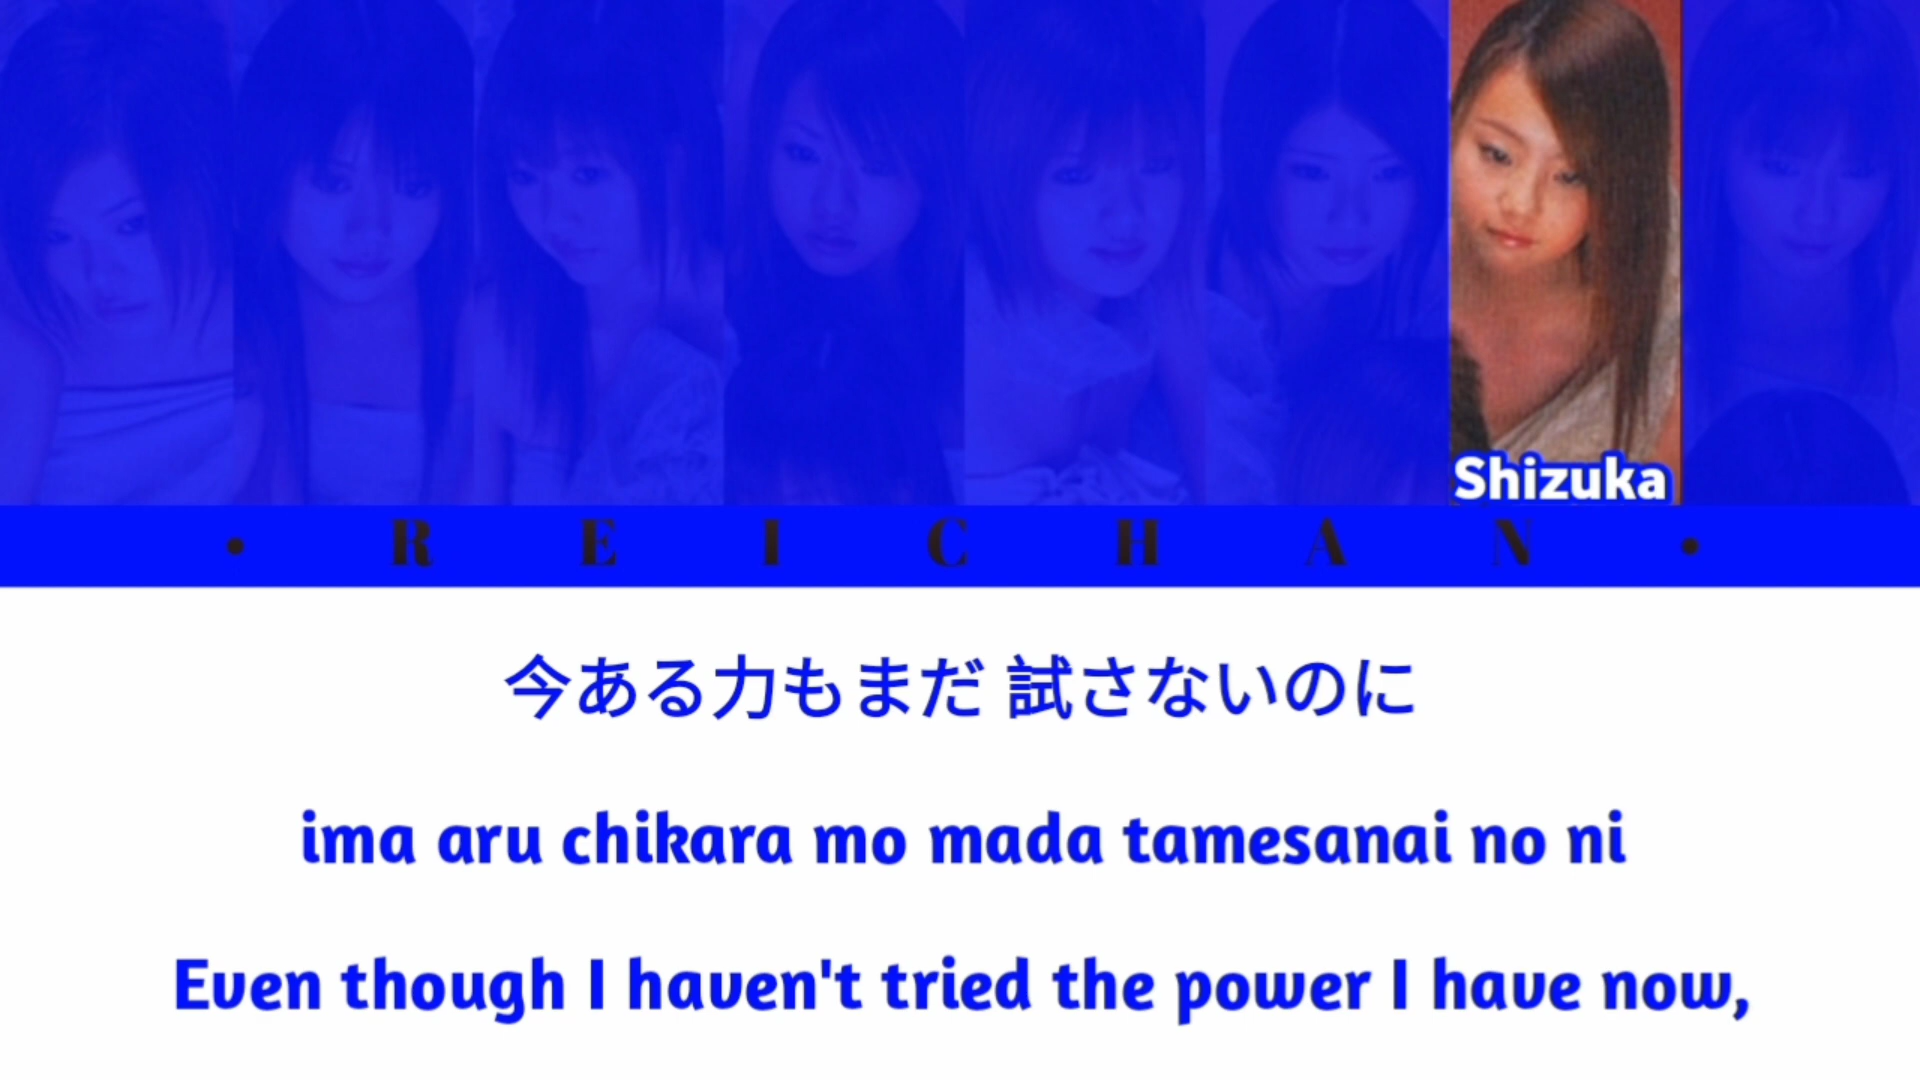 Shizuka
• R E I C H A N •
今ある力もまだ 試さないのに
ima aru chikara mo mada tamesanai no ni
Even though I haven't tried the power I have now,